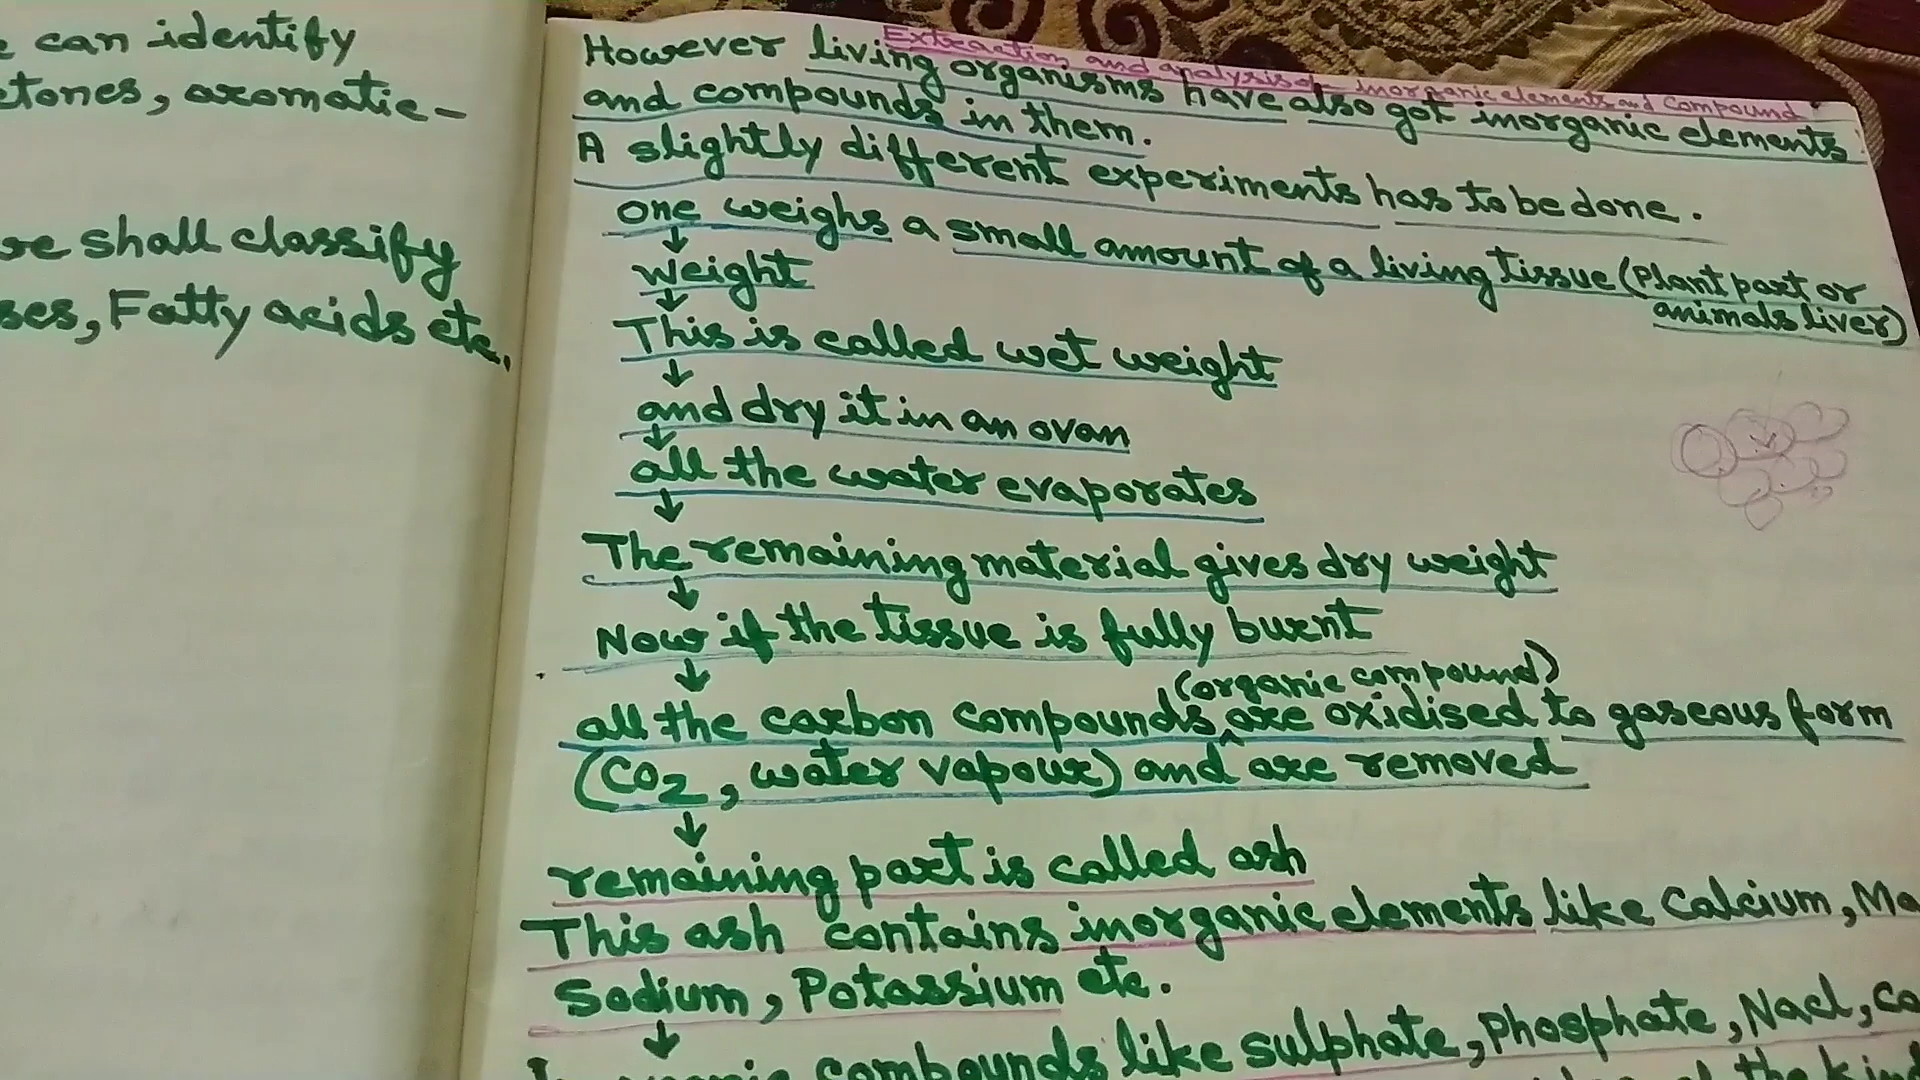 can identify
etones, aromatic-
we shall classify
ses, Fatty acids etc.
Extraction and analysis of inorganic elements and Compound
However living organisms have also got inorganic elements
and compounds in them.
A slightly different experiments has to be done.
one weighs a small amount of a living tissue (Plant part or
animals liver)
↓
weight
↓
This is called wet weight
↓
and dry it in an ovan
↓
all the water evaporates
↓
The remaining material gives dry weight
↓
Now if the tissue is fully burnt
↓
(organic compound)
all the carbon compounds ^ are oxidised to gaseous form
(CO2, water vapour) and are removed
↓
remaining part is called ash
This ash contains inorganic elements like Calcium, Ma
Sodium, Potassium etc.
↓
compounds like sulphate, Phosphate, Nacl, Ca
of the kind